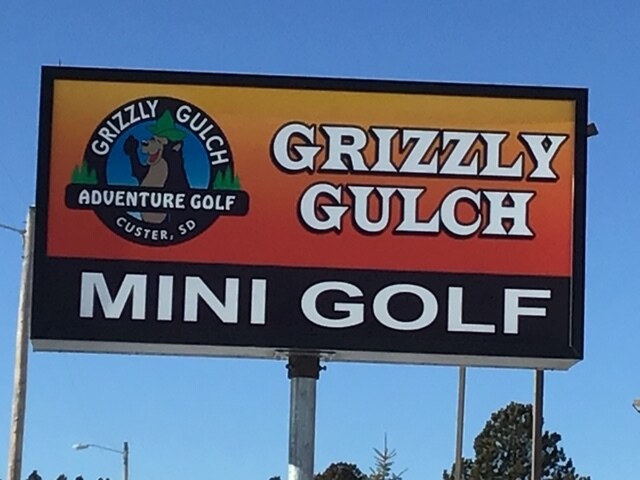 GRIZZLY GULCH
ADVENTURE GOLF
CUSTER, SD
GRIZZLY
GULCH
MINI GOLF